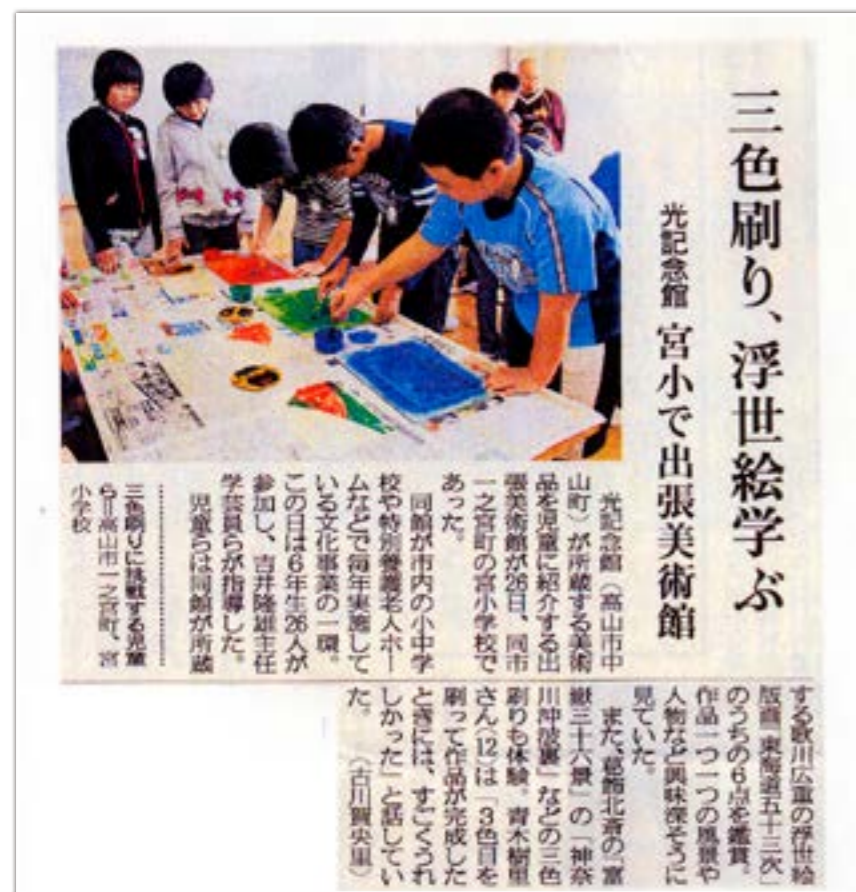 三色刷り、浮世絵学ぶ
光記念館 宮小で出張美術館
光記念館（高山市中
山町）が所蔵する美術
品を児童に紹介する出
張美術館が26日、同市
一之宮町の宮小学校で
あった。
同館が市内の小中学
校や特別養護老人ホー
ムなどで毎年実施して
いる文化事業の一環。
この日は6年生26人が
参加し、吉井隆雄主任
学芸員らが指導した。
児童らは同館が所蔵
三色刷りに挑戦する児童
ら＝高山市一之宮町、宮
小学校
する歌川広重の浮世絵
版画「東海道五十三次」
のうちの6点を鑑賞。
作品一つ一つの風景や
人物など興味深そうに
見ていた。
また、葛飾北斎の「富
嶽三十六景」の「神奈
川沖波裏」などの三色
刷りも体験。青木樹里
さん（12）は「3色目を
刷って作品が完成した
ときには、すごくうれ
しかった」と話してい
た。（古川賀央里）